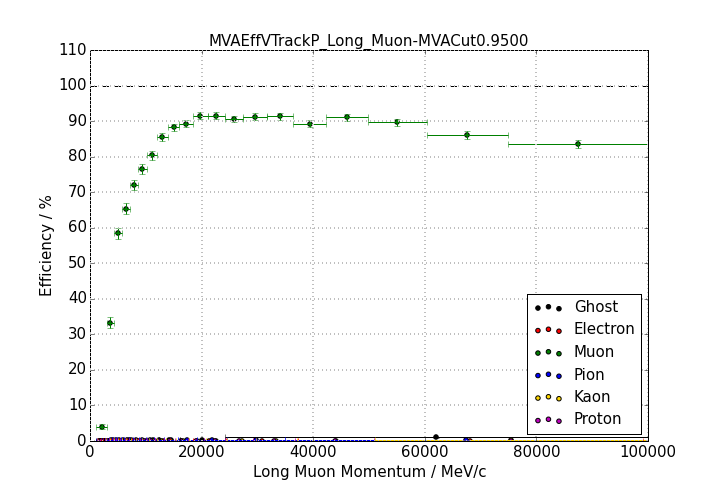 MVAEffVTrackP_Long_Muon-MVACut0.9500
110
100
90
80
70
60
50
40
30
20
10
0
Efficiency / %
Ghost
Electron
Muon
Pion
Kaon
Proton
0 20000 40000 60000 80000 100000
Long Muon Momentum / MeV/c